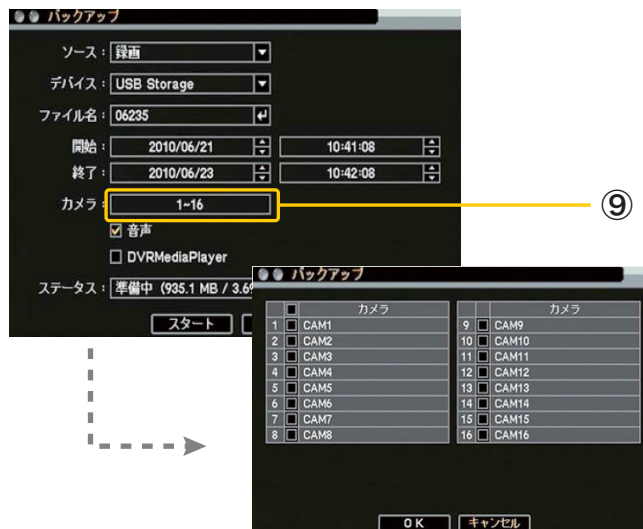 バックアップ
ソース : 録画
デバイス : USB Storage
ファイル名 : 06235
開始 : 2010/06/21 10:41:08
終了 : 2010/06/23 10:42:08
カメラ : 1~16
⑨
音声
DVRMediaPlayer
ステータス : 準備中 (935.1 MB / 3.6
スタート
バックアップ
カメラ カメラ
1 CAM1 9 CAM9
2 CAM2 10 CAM10
3 CAM3 11 CAM11
4 CAM4 12 CAM12
5 CAM5 13 CAM13
6 CAM6 14 CAM14
7 CAM7 15 CAM15
8 CAM8 16 CAM16
OK キャンセル